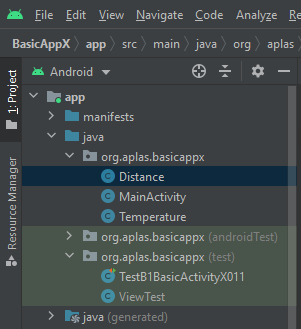 File Edit View Navigate Code Analyze Re
BasicAppX app src main java org aplas
Android
1: Project
Resource Manager
app
manifests
java
org.aplas.basicappx
Distance
MainActivity
Temperature
org.aplas.basicappx (androidTest)
org.aplas.basicappx (test)
TestB1BasicActivityX011
ViewTest
java (generated)